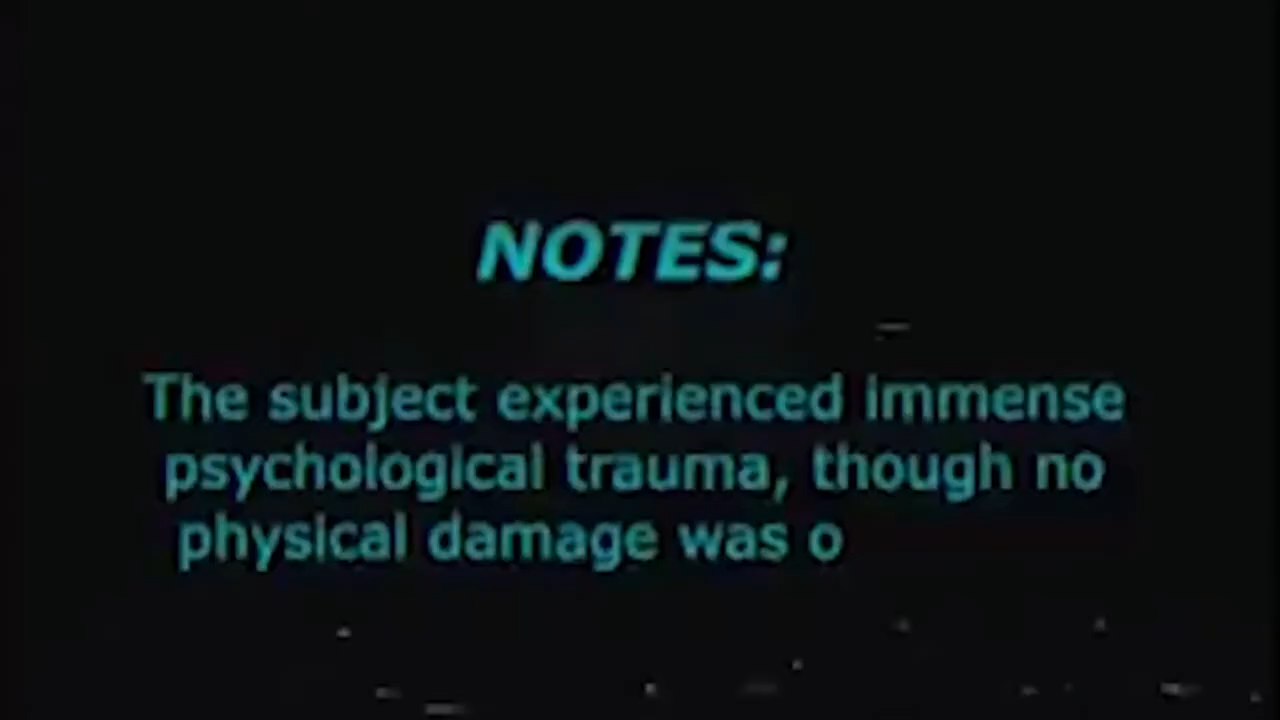 NOTES:
The subject experienced immense
psychological trauma, though no
physical damage was o